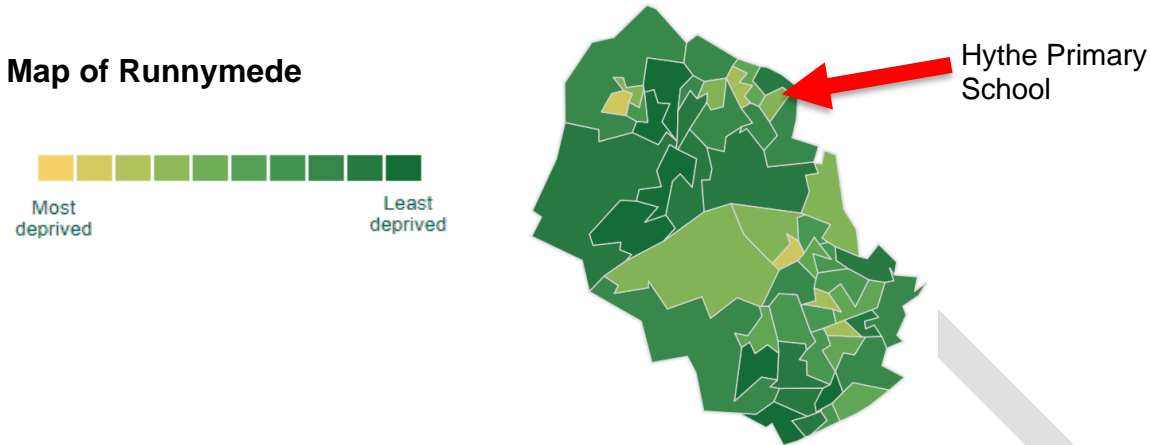 Map of Runnymede
Hythe Primary
School
Most
deprived
Least
deprived